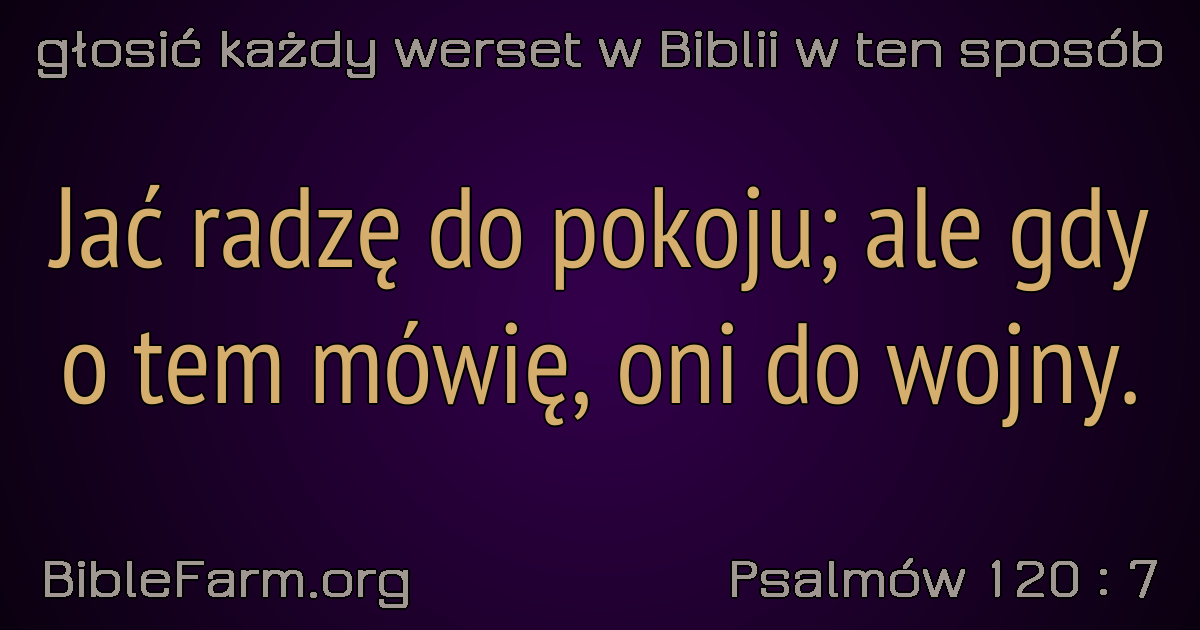 głosić każdy werset w Biblii w ten sposób
Jać radzę do pokoju; ale gdy
o tem mówię, oni do wojny.
BibleFarm.org
Psalmów 120 : 7